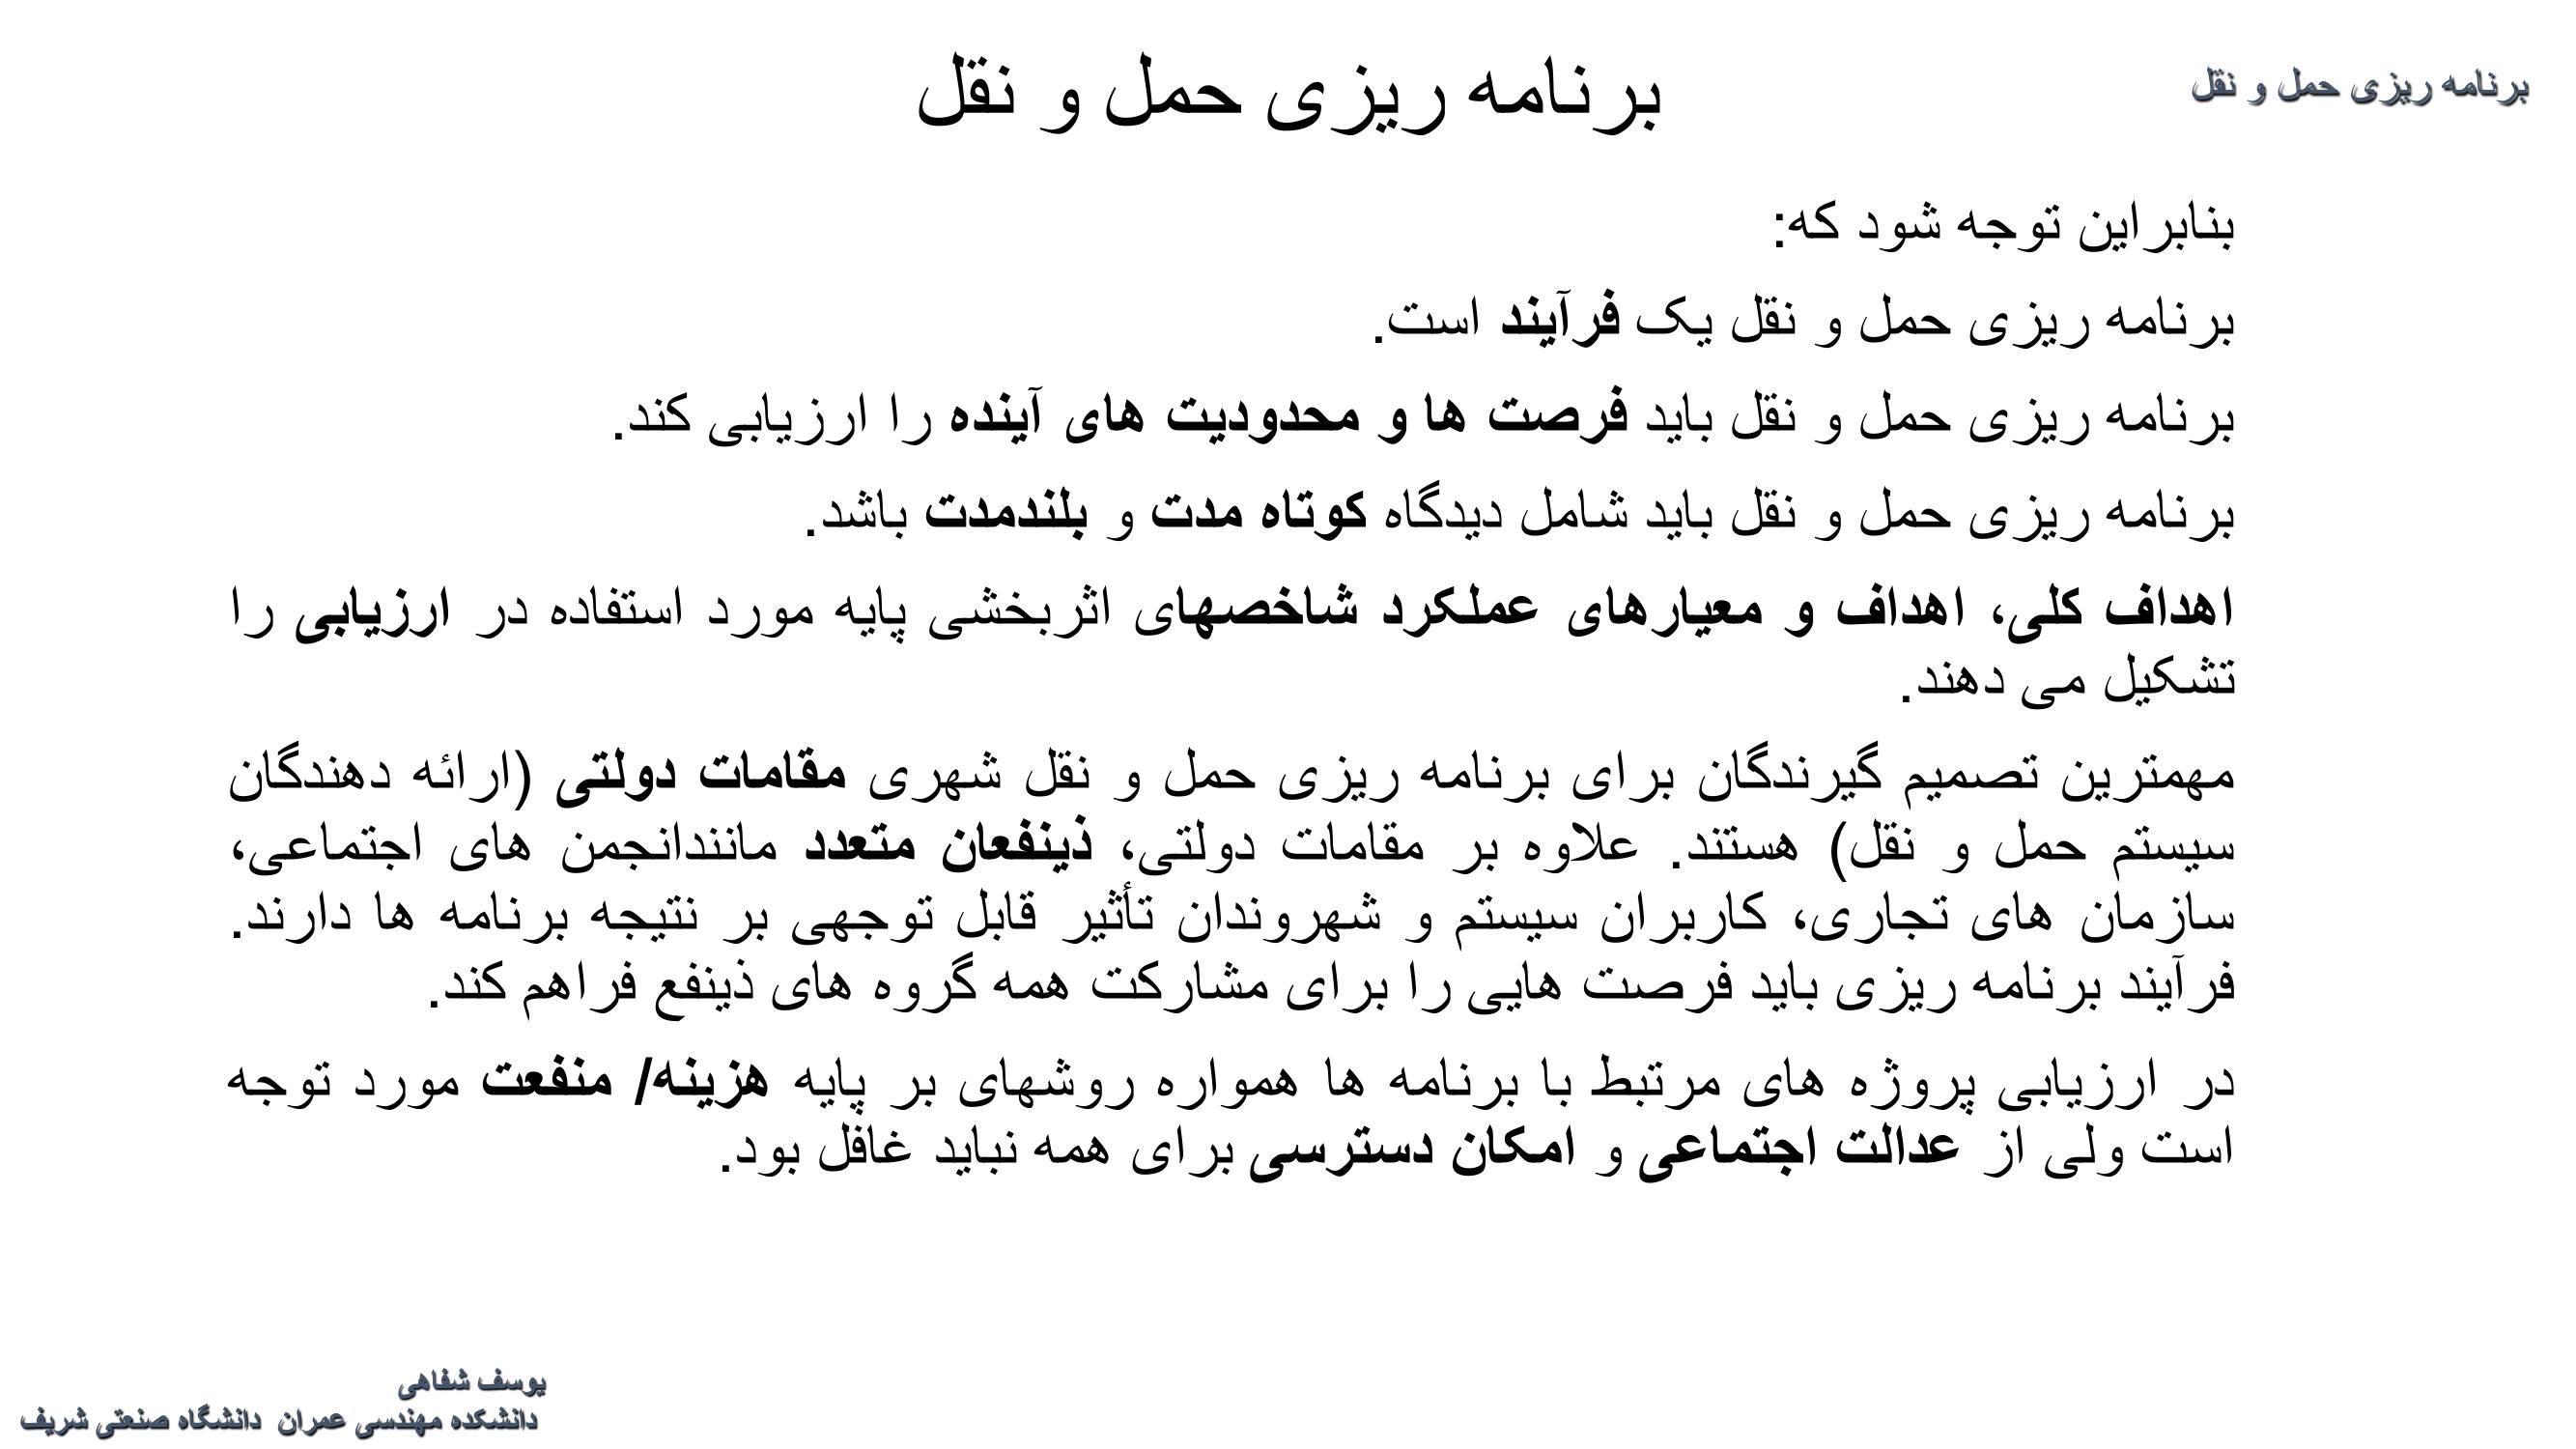 برنامه ریزی حمل و نقل
برنامه ریزی حمل و نقل
بنابراین توجه شود که:
برنامه ریزی حمل و نقل یک فرآیند است.
برنامه ریزی حمل و نقل باید فرصت ها و محدودیت های آینده را ارزیابی کند.
برنامه ریزی حمل و نقل باید شامل دیدگاه کوتاه مدت و بلندمدت باشد.
اهداف کلی، اهداف و معیارهای عملکرد شاخصهای اثربخشی پایه مورد استفاده در ارزیابی را
تشکیل می دهند.
مهمترین تصمیم گیرندگان برای برنامه ریزی حمل و نقل شهری مقامات دولتی (ارائه دهندگان
سیستم حمل و نقل) هستند. علاوه بر مقامات دولتی، ذینفعان متعدد مانندانجمن های اجتماعی،
سازمان های تجاری، کاربران سیستم و شهروندان تأثیر قابل توجهی بر نتیجه برنامه ها دارند.
فرآیند برنامه ریزی باید فرصت هایی را برای مشارکت همه گروه های ذینفع فراهم کند.
در ارزیابی پروژه های مرتبط با برنامه ها همواره روشهای بر پایه هزینه/ منفعت مورد توجه
است ولی از عدالت اجتماعی و امکان دسترسی برای همه نباید غافل بود.
یوسف شفاهی
دانشکده مهندسی عمران  دانشگاه صنعتی شریف